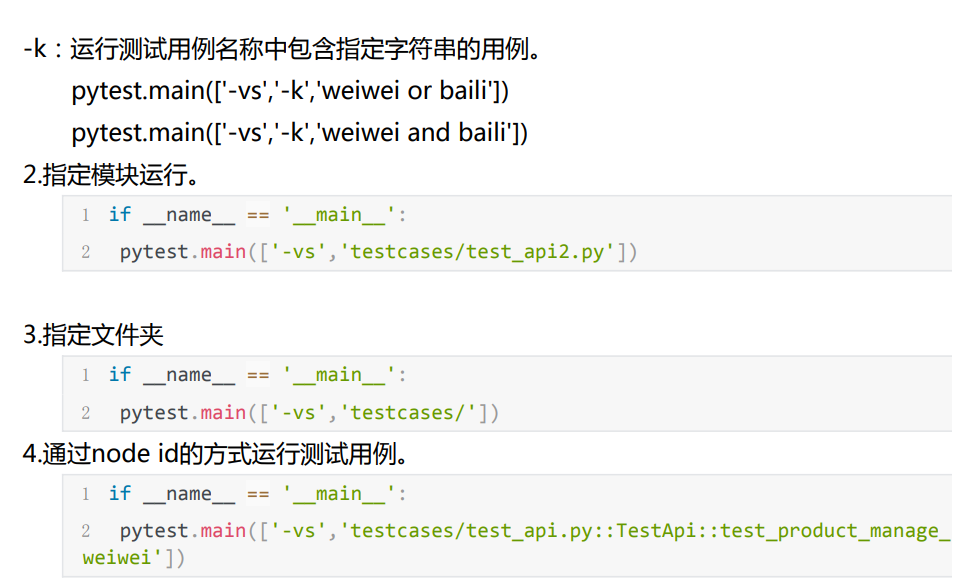 -k：运行测试用例名称中包含指定字符串的用例。
pytest.main(['-vs','-k','weiwei or baili'])
pytest.main(['-vs','-k','weiwei and baili'])
2.指定模块运行。
1 if __name__ == '__main__':
2 pytest.main(['-vs','testcases/test_api2.py'])
3.指定文件夹
1 if __name__ == '__main__':
2 pytest.main(['-vs','testcases/'])
4.通过node id的方式运行测试用例。
1 if __name__ == '__main__':
2 pytest.main(['-vs','testcases/test_api.py::TestApi::test_product_manage_
weiwei'])